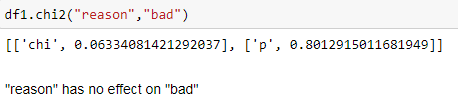 df1.chi2("reason","bad")
[['chi', 0.06334081421292037], ['p', 0.8012915011681949]]
"reason" has no effect on "bad"